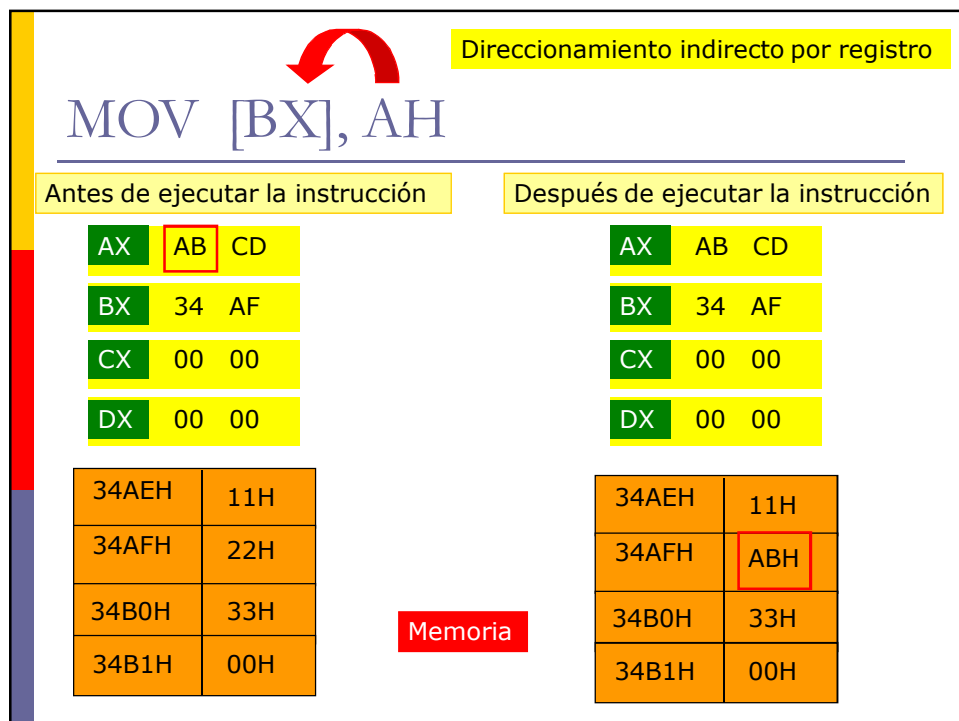 Direccionamiento indirecto por registro
MOV [BX], AH
Antes de ejecutar la instrucción
AX AB CD
BX 34 AF
CX 00 00
DX 00 00
34AEH 11H
34AFH 22H
34B0H 33H
34B1H 00H
Memoria
Después de ejecutar la instrucción
AX AB CD
BX 34 AF
CX 00 00
DX 00 00
34AEH 11H
34AFH ABH
34B0H 33H
34B1H 00H